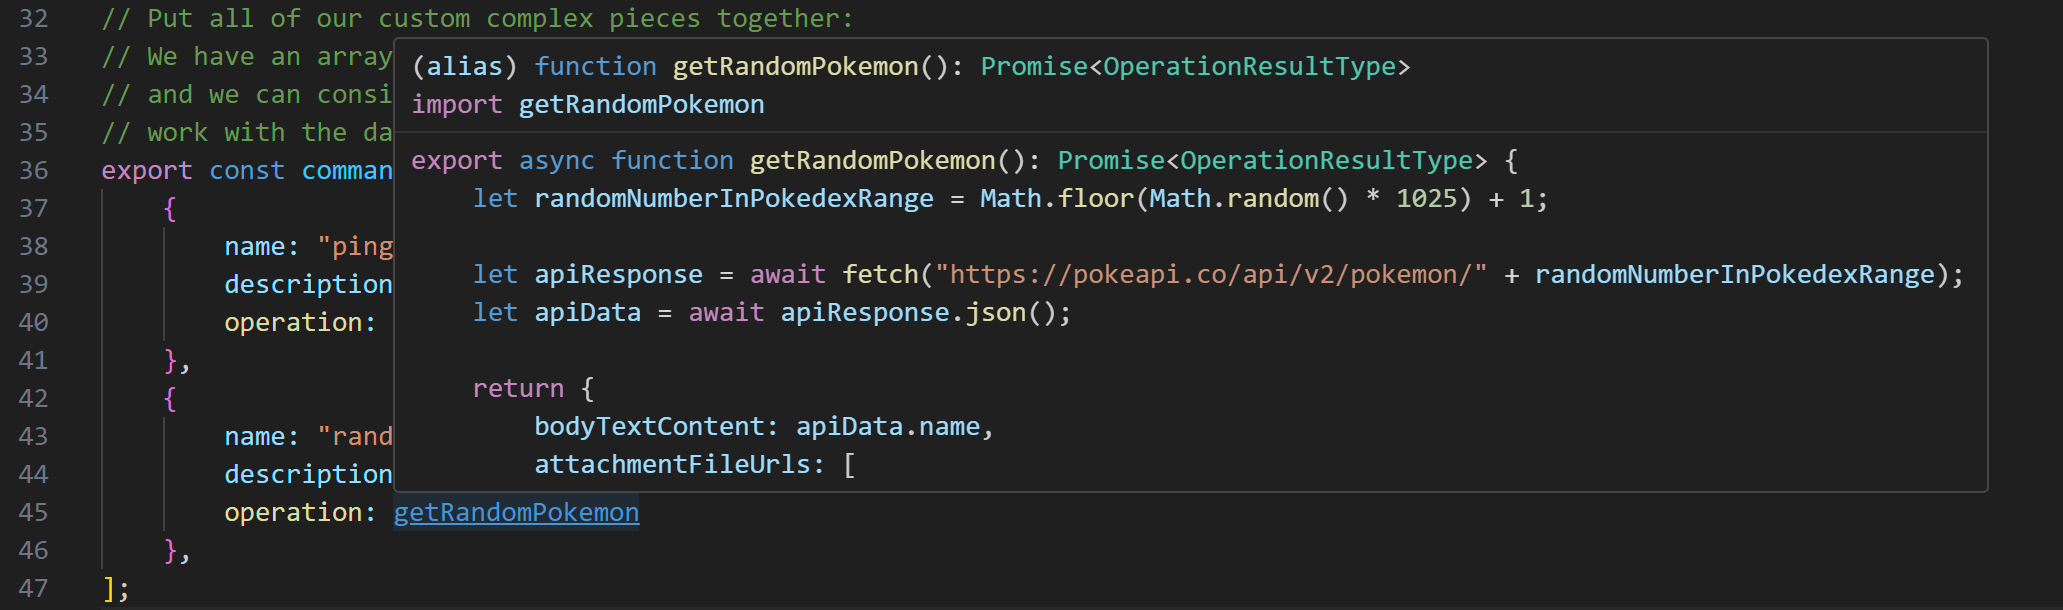 32 // Put all of our custom complex pieces together:
33 // We have an array
34 // and we can consi
35 // work with the da
36 export const comman
37 {
38 name: "ping
39 description
40 operation:
41 },
42 {
43 name: "rand
44 description
45 operation: getRandomPokemon
46 },
47 ];
(alias) function getRandomPokemon(): Promise<OperationResultType>
import getRandomPokemon
export async function getRandomPokemon(): Promise<OperationResultType> {
let randomNumberInPokedexRange = Math.floor(Math.random() * 1025) + 1;
let apiResponse = await fetch("https://pokeapi.co/api/v2/pokemon/" + randomNumberInPokedexRange);
let apiData = await apiResponse.json();
return {
bodyTextContent: apiData.name,
attachmentFileUrls: [